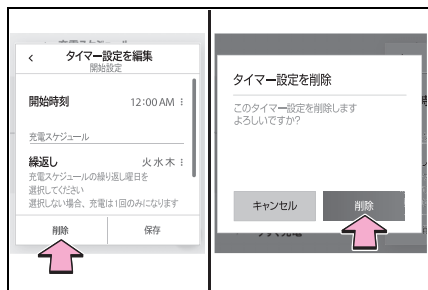 タイマー設定を編集
開始設定
開始時刻 12:00 AM
充電スケジュール
繰返し 火 水 木
充電スケジュールの繰り返し曜日を
選択してください
選択しない場合、充電は1回のみになります
削除 保存
タイマー設定を削除
このタイマー設定を削除します
よろしいですか?
キャンセル 削除